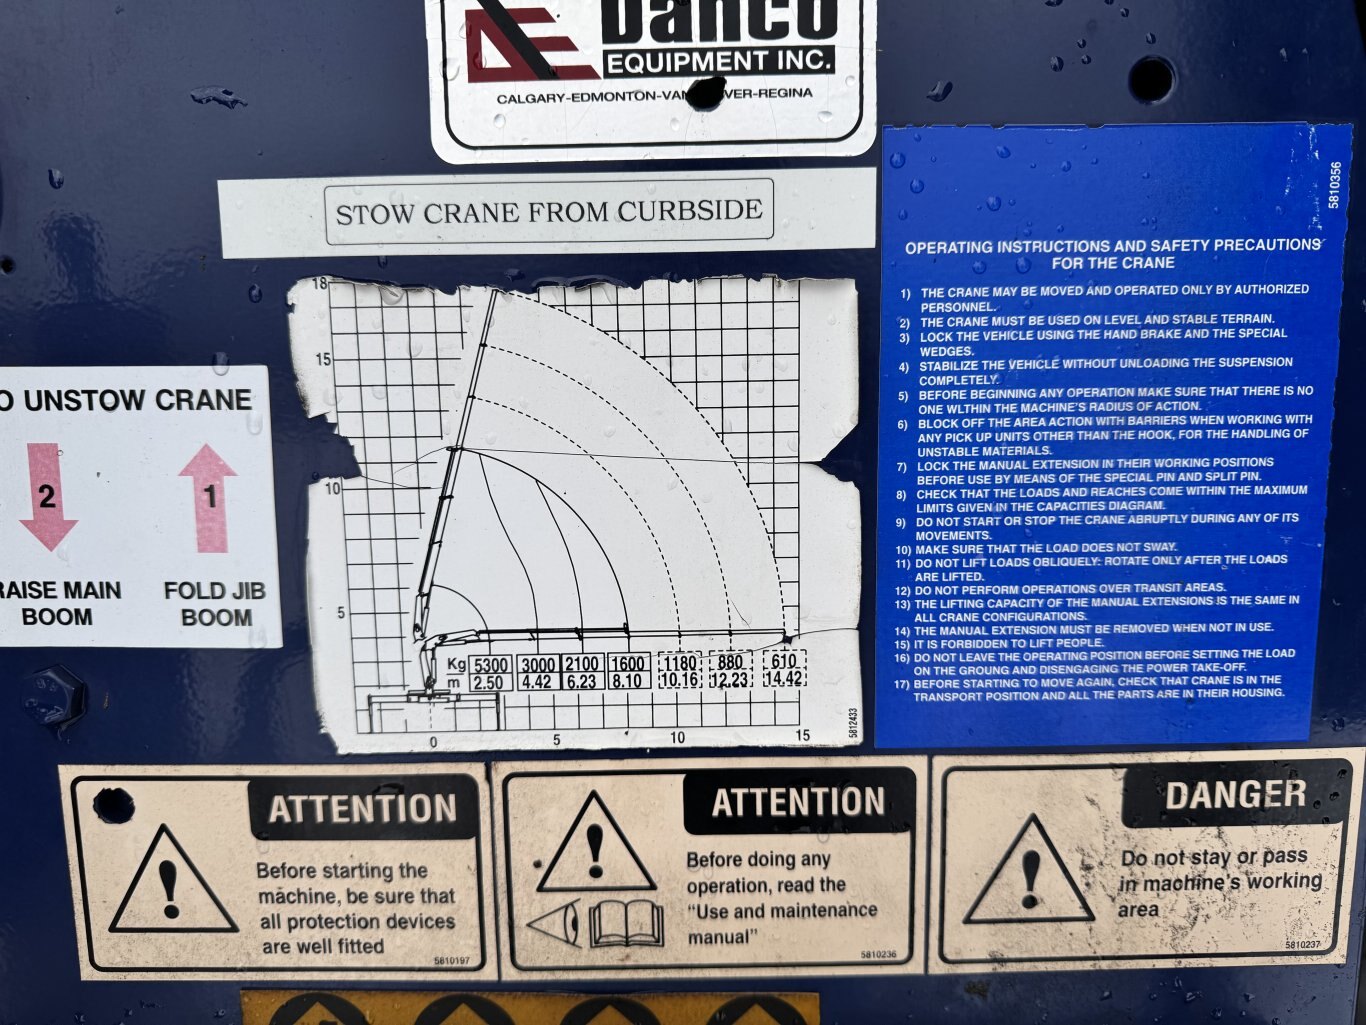 Danco
EQUIPMENT INC.
CALGARY-EDMONTON-VAN VER-REGINA
STOW CRANE FROM CURBSIDE
O UNSTOW CRANE
2
1
RAISE MAIN
BOOM
FOLD JIB
BOOM
18
15
10
5
Kg 5300 3000 2100 1600 1180 880 610
m 2.50 4.42 6.23 8.10 10.16 12.23 14.42
0 5 10 15
5812433
5810356
OPERATING INSTRUCTIONS AND SAFETY PRECAUTIONS
FOR THE CRANE
1) THE CRANE MAY BE MOVED AND OPERATED ONLY BY AUTHORIZED
PERSONNEL.
2) THE CRANE MUST BE USED ON LEVEL AND STABLE TERRAIN.
3) LOCK THE VEHICLE USING THE HAND BRAKE AND THE SPECIAL
WEDGES.
4) STABILIZE THE VEHICLE WITHOUT UNLOADING THE SUSPENSION
COMPLETELY.
5) BEFORE BEGINNING ANY OPERATION MAKE SURE THAT THERE IS NO
ONE WLTHIN THE MACHINE'S RADIUS OF ACTION.
6) BLOCK OFF THE AREA ACTION WITH BARRIERS WHEN WORKING WITH
ANY PICK UP UNITS OTHER THAN THE HOOK, FOR THE HANDLING OF
UNSTABLE MATERIALS.
7) LOCK THE MANUAL EXTENSION IN THEIR WORKING POSITIONS
BEFORE USE BY MEANS OF THE SPECIAL PIN AND SPLIT PIN.
8) CHECK THAT THE LOADS AND REACHES COME WITHIN THE MAXIMUM
LIMITS GIVEN IN THE CAPACITIES DIAGRAM.
9) DO NOT START OR STOP THE CRANE ABRUPTLY DURING ANY OF ITS
MOVEMENTS.
10) MAKE SURE THAT THE LOAD DOES NOT SWAY.
11) DO NOT LIFT LOADS OBLIQUELY: ROTATE ONLY AFTER THE LOADS
ARE LIFTED.
12) DO NOT PERFORM OPERATIONS OVER TRANSIT AREAS.
13) THE LIFTING CAPACITY OF THE MANUAL EXTENSIONS IS THE SAME IN
ALL CRANE CONFIGURATIONS.
14) THE MANUAL EXTENSION MUST BE REMOVED WHEN NOT IN USE.
15) IT IS FORBIDDEN TO LIFT PEOPLE.
16) DO NOT LEAVE THE OPERATING POSITION BEFORE SETTING THE LOAD
ON THE GROUNG AND DISENGAGING THE POWER TAKE-OFF.
17) BEFORE STARTING TO MOVE AGAIN, CHECK THAT CRANE IS IN THE
TRANSPORT POSITION AND ALL THE PARTS ARE IN THEIR HOUSING.
ATTENTION
Before starting the
machine, be sure that
all protection devices
are well fitted
5810197
ATTENTION
Before doing any
operation, read the
"Use and maintenance
manual"
5810236
DANGER
Do not stay or pass
in machine's working
area
5810237